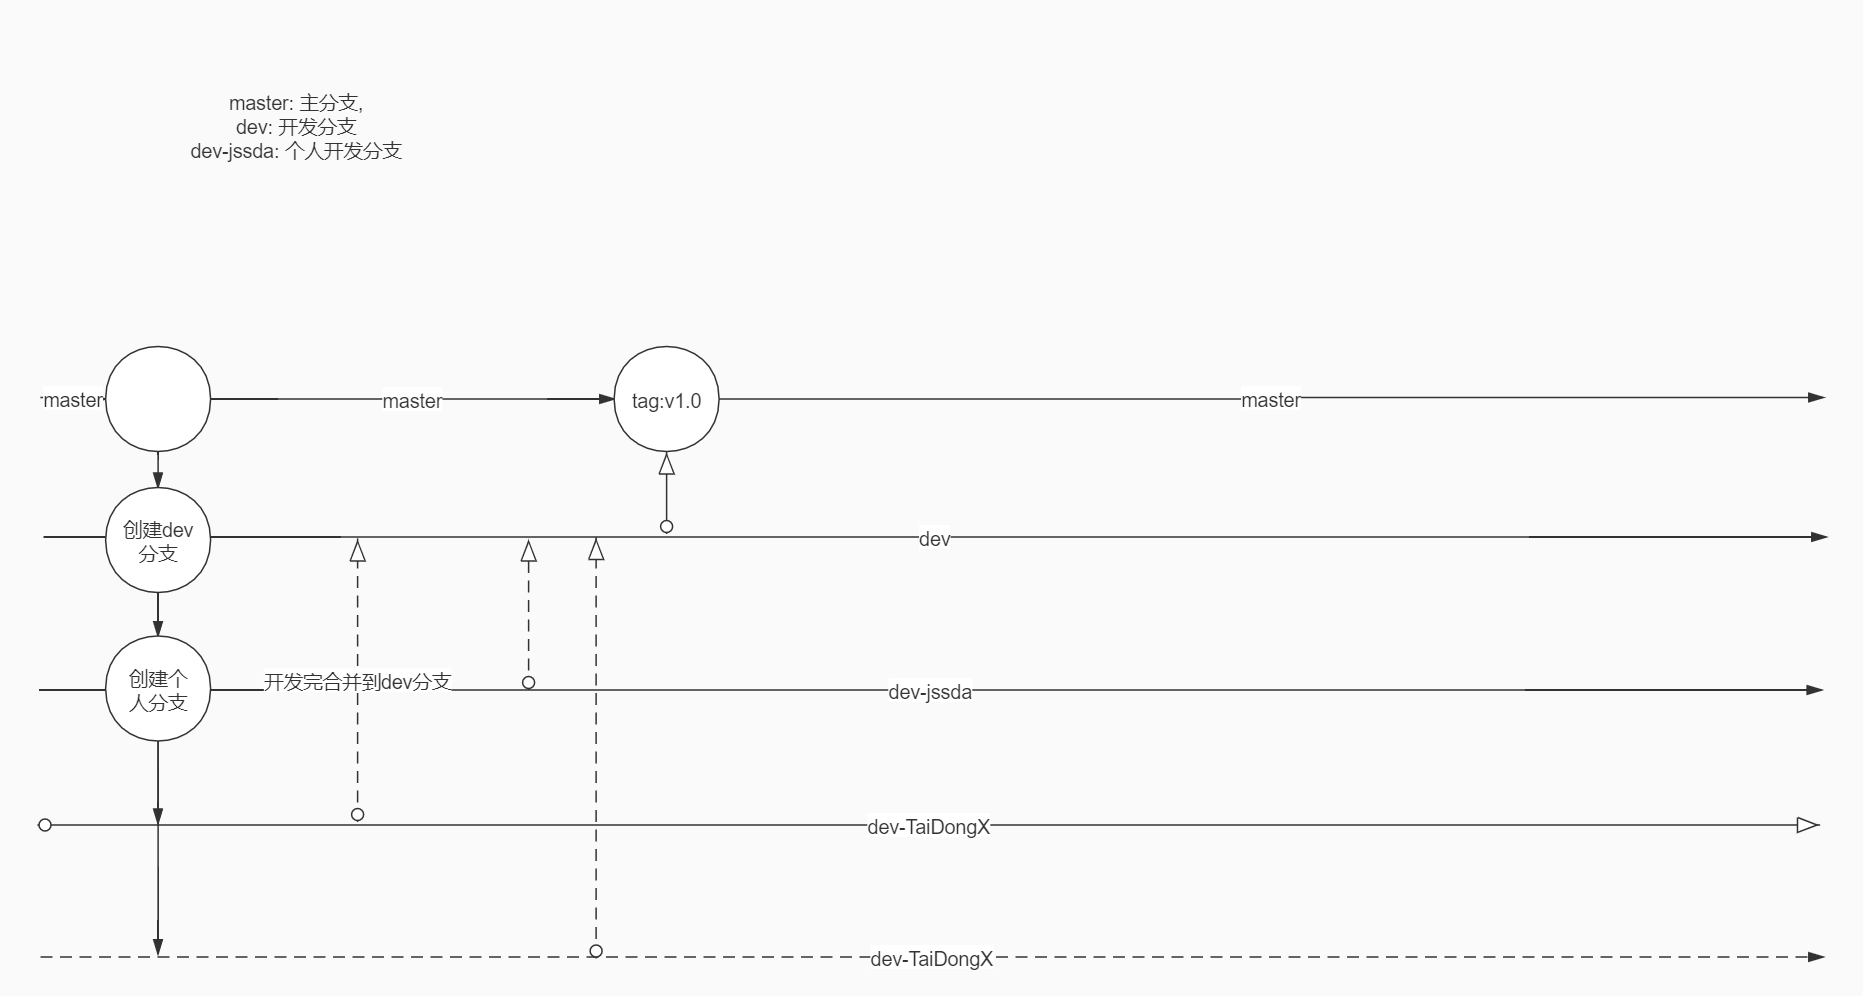 master: 主分支,
dev: 开发分支
dev-jssda: 个人开发分支
master
master
tag:v1.0
master
创建dev
分支
dev
创建个
人分支
开发完合并到dev分支
dev-jssda
dev-TaiDongX
dev-TaiDongX